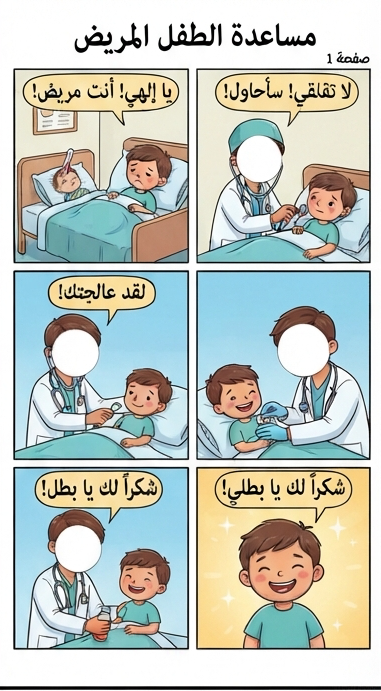 مساعدة الطفل المريض
صفحة 1
لا تقلقي! سأحاول!
يا إلهي! أنت مريضُ!
لقد عالجتك!
شكراً لك يا بطلي!
شكراً لك يا بطل!